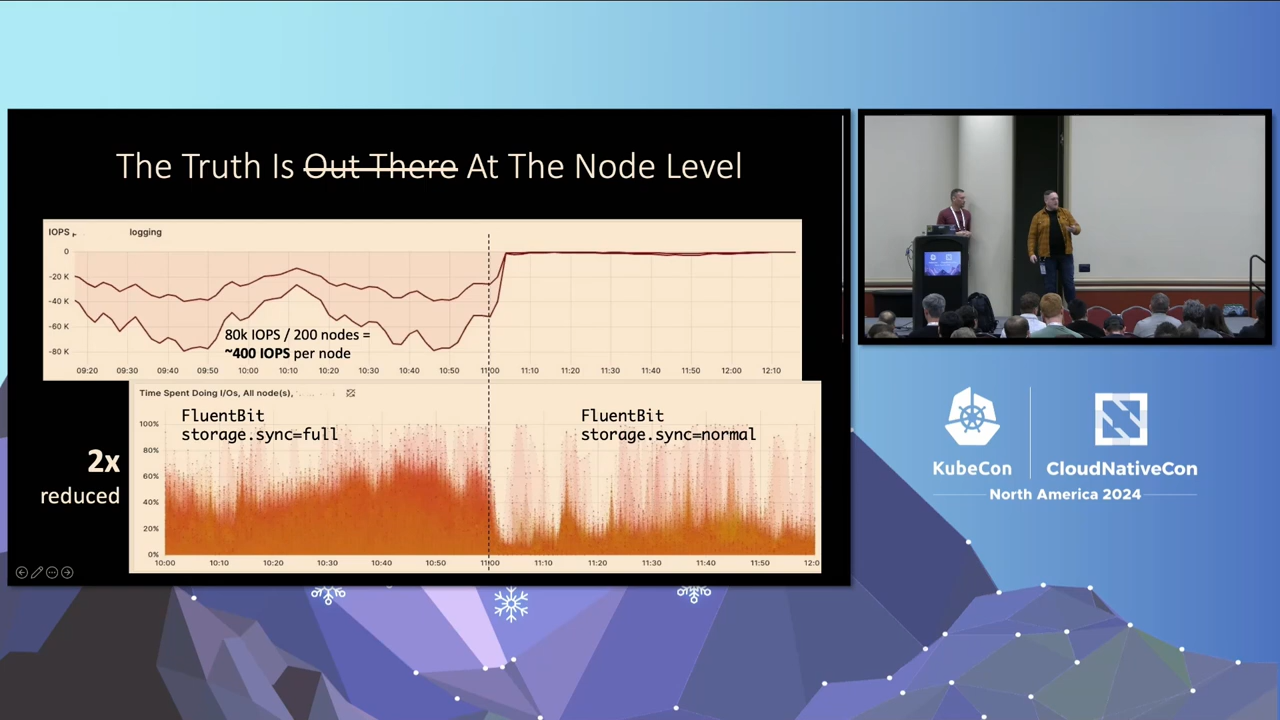 The Truth Is Out There At The Node Level
IOPS
logging
0
-20 K
-40 K
-60 K
-80 K
80k IOPS / 200 nodes =
~400 IOPS per node
09:20 09:30 09:40 09:50 10:00 10:10 10:20 10:30 10:40 10:50 11:00 11:10 11:20 11:30 11:40 11:50 12:00 12:10
Time Spent Doing I/Os, All node(s),
FluentBit
storage.sync=full
FluentBit
storage.sync=normal
100%
80%
60%
40%
20%
0%
10:00 10:10 10:20 10:30 10:40 10:50 11:00 11:10 11:20 11:30 11:40 11:50 12:0
2x
reduced
KubeCon
CloudNativeCon
North America 2024